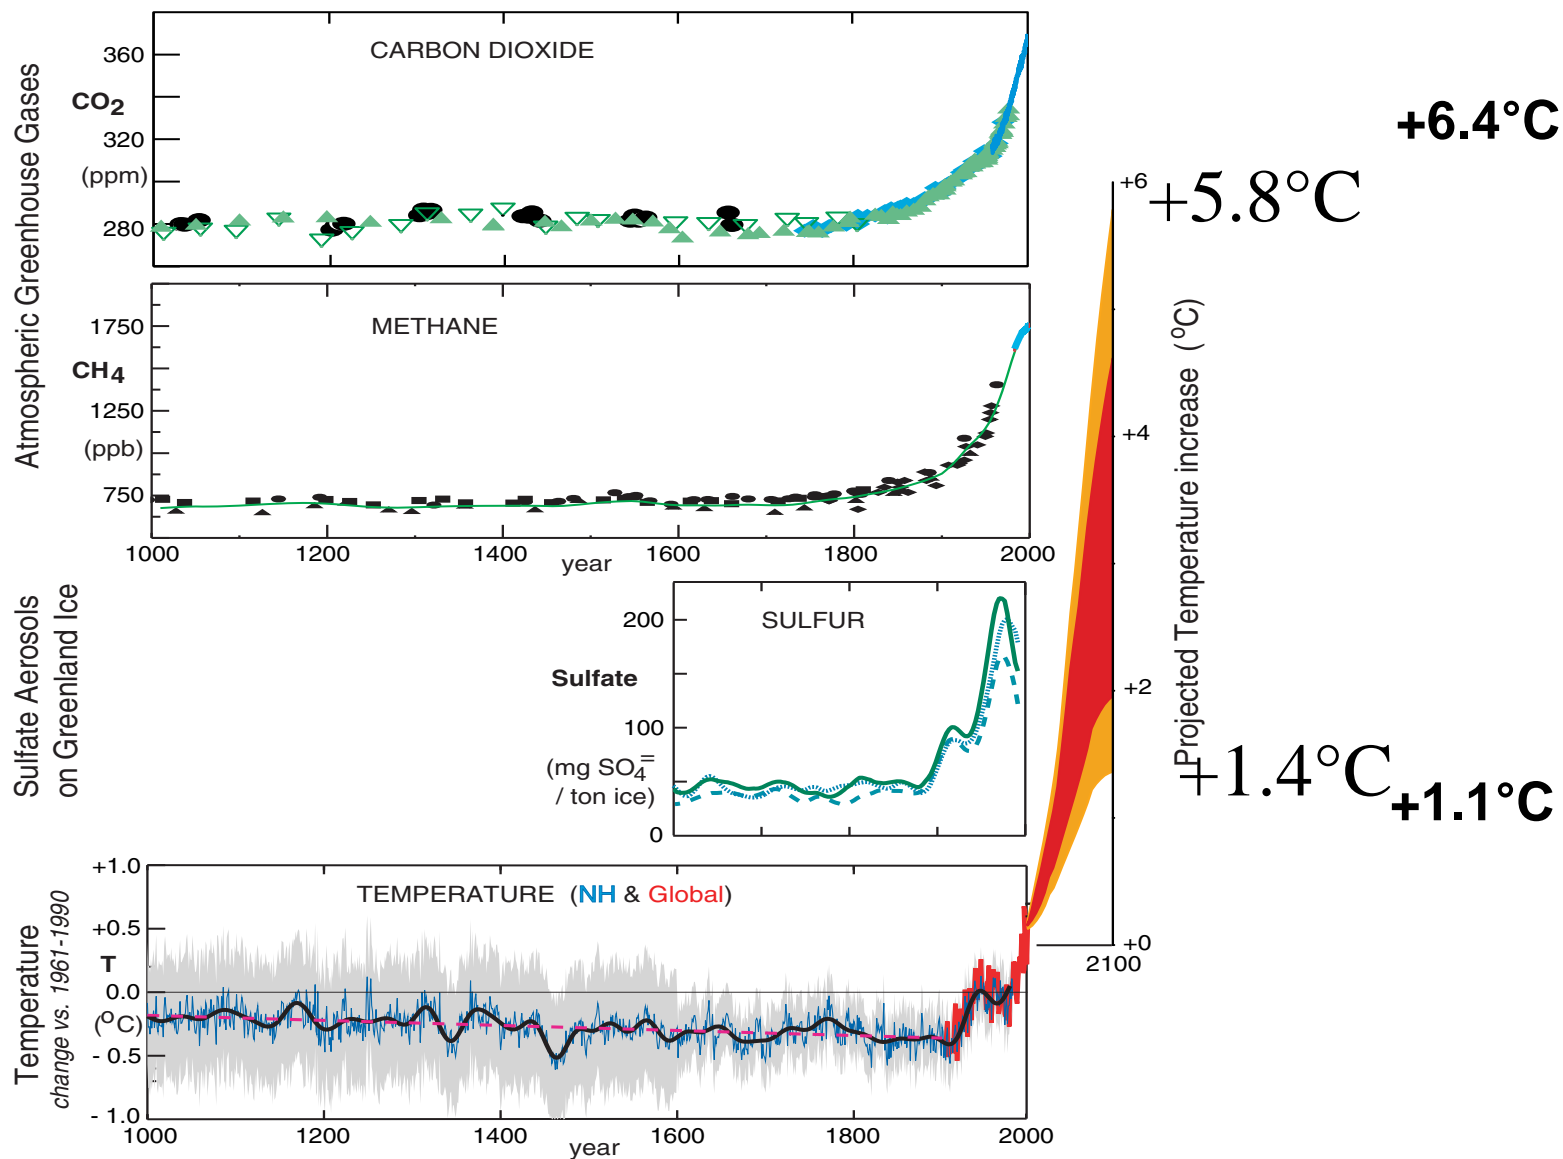 Atmospheric Greenhouse Gases
CARBON DIOXIDE
CO2
(ppm)
360
320
280
METHANE
CH4
(ppb)
1750
1250
750
1000 1200 1400 1600 1800 2000
year
Sulfate Aerosols
on Greenland Ice
SULFUR
Sulfate
(mg SO4=
/ ton ice)
200
100
0
Temperature
change vs. 1961-1990
TEMPERATURE (NH & Global)
T
(°C)
+1.0
+0.5
0.0
- 0.5
- 1.0
1000 1200 1400 1600 1800 2000
year
+6
+4
+2
+0
2100
Projected Temperature increase (°C)
+6.4°C
+5.8°C
+1.4°C
+1.1°C